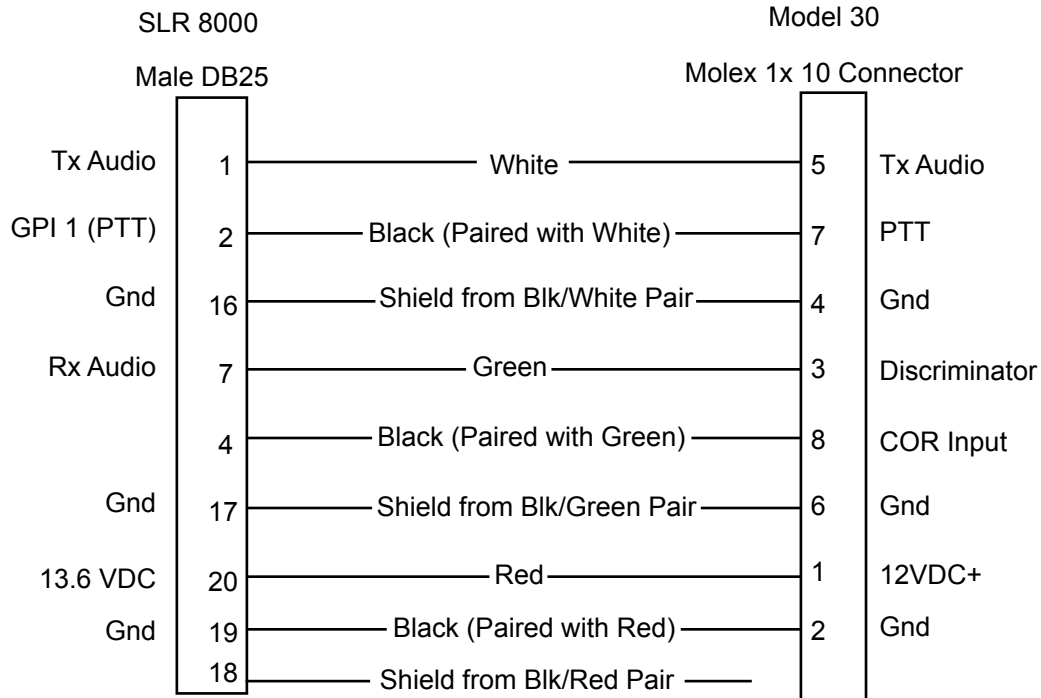 SLR 8000
Model 30
Male DB25
Molex 1x 10 Connector
Tx Audio 1 White 5 Tx Audio
GPI 1 (PTT) 2 Black (Paired with White) 7 PTT
Gnd 16 Shield from Blk/White Pair 4 Gnd
Rx Audio 7 Green 3 Discriminator
4 Black (Paired with Green) 8 COR Input
Gnd 17 Shield from Blk/Green Pair 6 Gnd
13.6 VDC 20 Red 1 12VDC+
Gnd 19 Black (Paired with Red) 2 Gnd
18 Shield from Blk/Red Pair